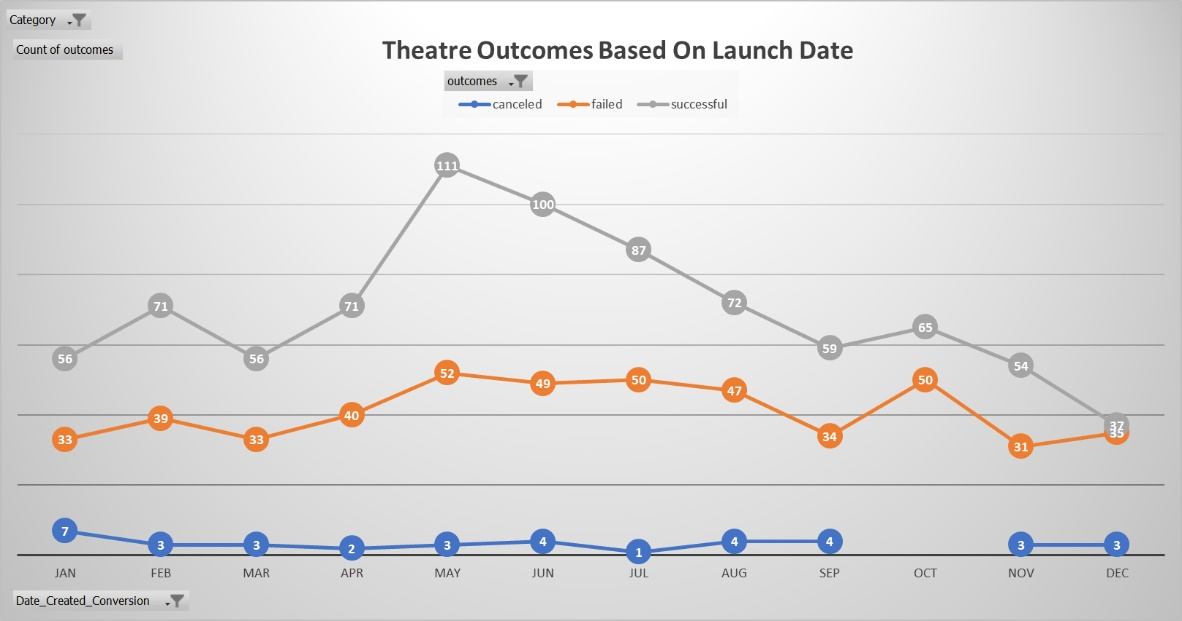 Category
Count of outcomes
Theatre Outcomes Based On Launch Date
outcomes
canceled failed successful
111
100
87
71 71 72
65
56 56 59 54
52 49 50 47 50
39 40 37
33 33 34 31 35
7 3 3 2 3 4 1 4 4 3 3
JAN FEB MAR APR MAY JUN JUL AUG SEP OCT NOV DEC
Date_Created_Conversion